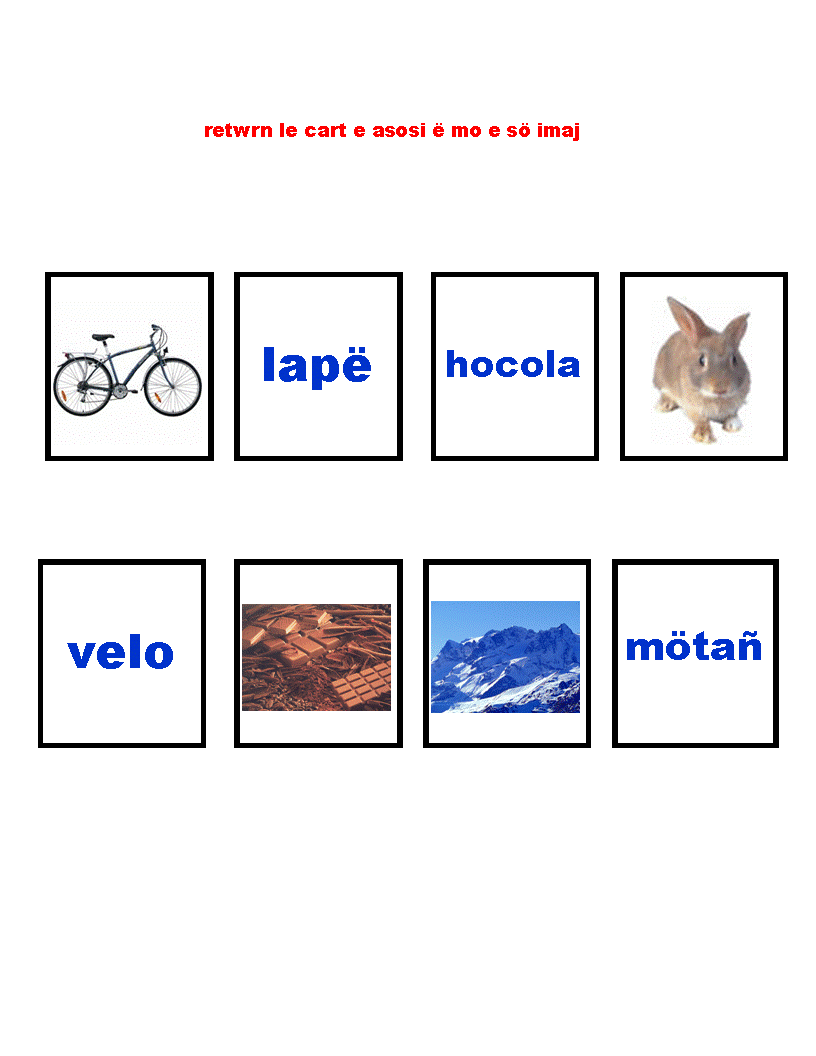 retwrn le cart e asosi ë mo e sö imaj
lapë
hocola
velo
mötañ